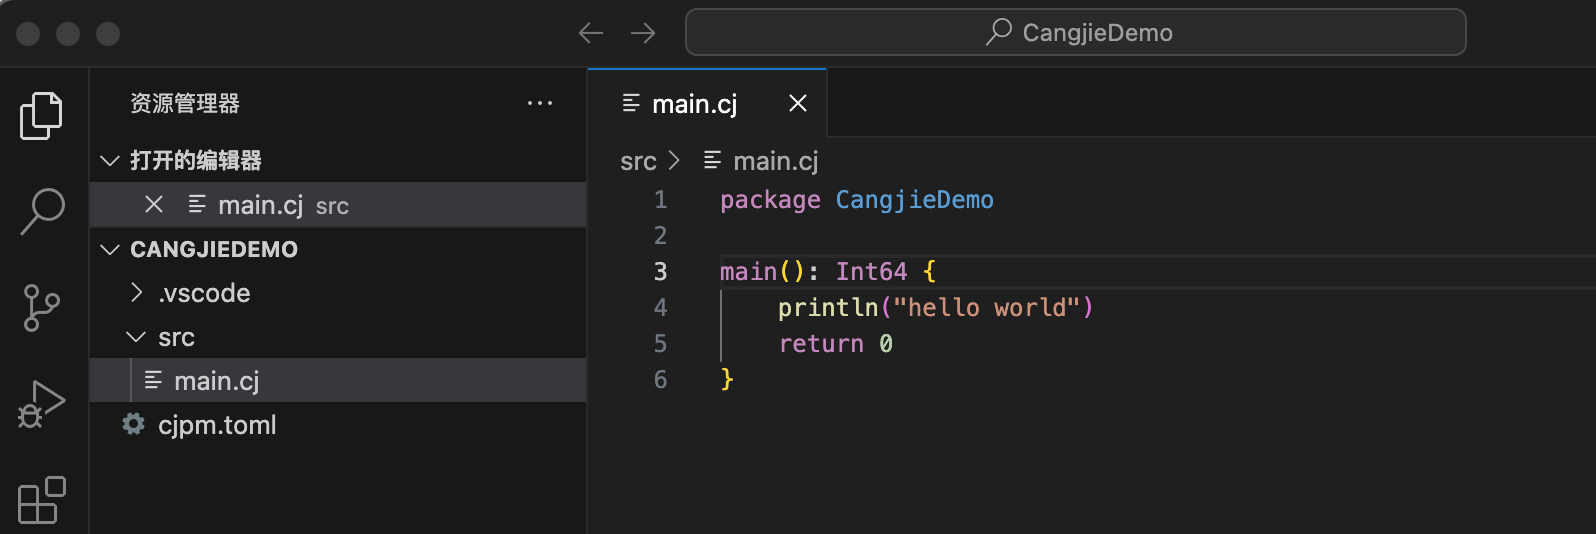 CangjieDemo
资源管理器
打开的编辑器
main.cj src
CANGJIEDEMO
.vscode
src
main.cj
cjpm.toml
main.cj
src > main.cj
1 package CangjieDemo
2
3 main(): Int64 {
4     println("hello world")
5     return 0
6 }